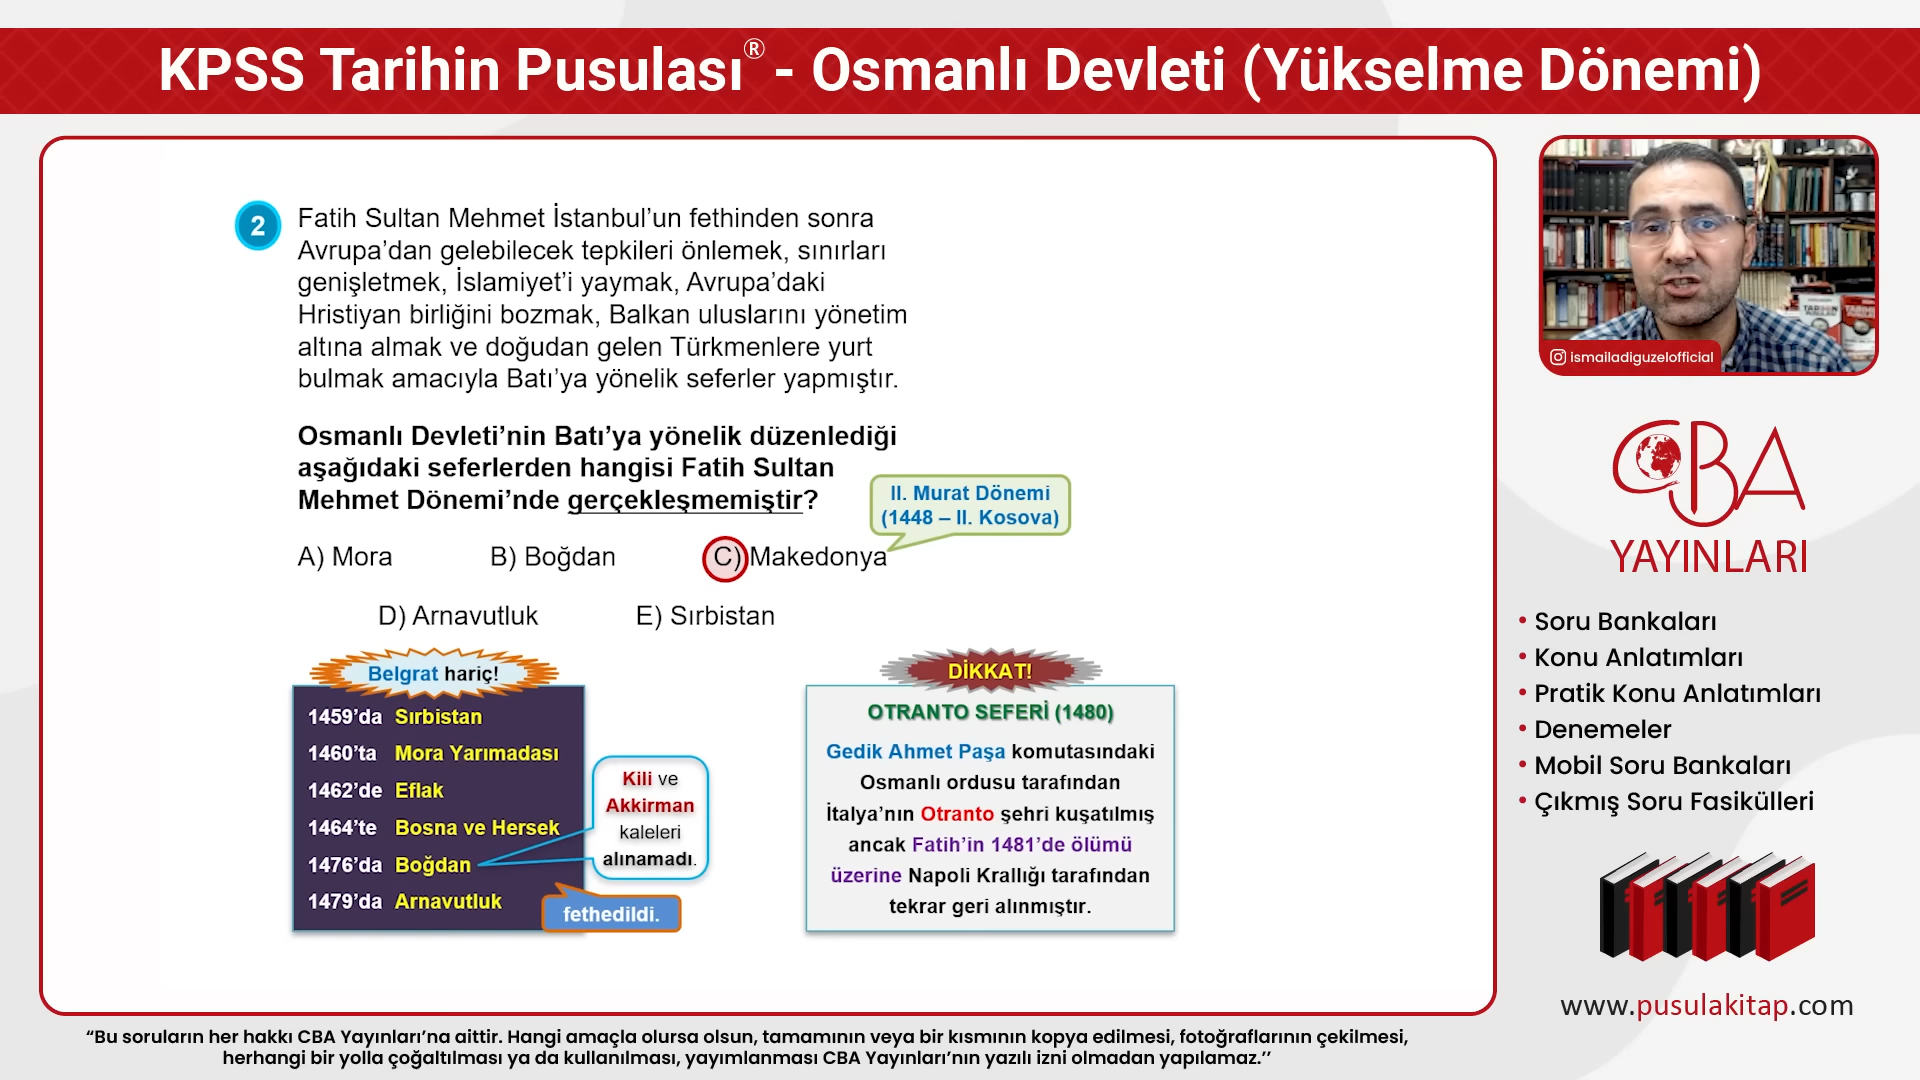 KPSS Tarihin Pusulası® - Osmanlı Devleti (Yükselme Dönemi)
2
Fatih Sultan Mehmet İstanbul’un fethinden sonra
Avrupa’dan gelebilecek tepkileri önlemek, sınırları
genişletmek, İslamiyet’i yaymak, Avrupa’daki
Hristiyan birliğini bozmak, Balkan uluslarını yönetim
altına almak ve doğudan gelen Türkmenlere yurt
bulmak amacıyla Batı’ya yönelik seferler yapmıştır.
Osmanlı Devleti’nin Batı’ya yönelik düzenlediği
aşağıdaki seferlerden hangisi Fatih Sultan
Mehmet Dönemi’nde gerçekleşmemiştir?
II. Murat Dönemi
(1448 – II. Kosova)
A) Mora B) Boğdan C) Makedonya
D) Arnavutluk E) Sırbistan
Belgrat hariç!
1459’da Sırbistan
1460’ta Mora Yarımadası
1462’de Eflak
1464’te Bosna ve Hersek
1476’da Boğdan
1479’da Arnavutluk
Kili ve
Akkirman
kaleleri
alınamadı.
fethedildi.
DİKKAT!
OTRANTO SEFERİ (1480)
Gedik Ahmet Paşa komutasındaki
Osmanlı ordusu tarafından
İtalya’nın Otranto şehri kuşatılmış
ancak Fatih’in 1481’de ölümü
üzerine Napoli Krallığı tarafından
tekrar geri alınmıştır.
ismailadiguzelofficial
CBA
YAYINLARI
• Soru Bankaları
• Konu Anlatımları
• Pratik Konu Anlatımları
• Denemeler
• Mobil Soru Bankaları
• Çıkmış Soru Fasikülleri
www.pusulakitap.com
“Bu soruların her hakkı CBA Yayınları’na aittir. Hangi amaçla olursa olsun, tamamının veya bir kısmının kopya edilmesi, fotoğraflarının çekilmesi,
herhangi bir yolla çoğaltılması ya da kullanılması, yayımlanması CBA Yayınları’nın yazılı izni olmadan yapılamaz.’’